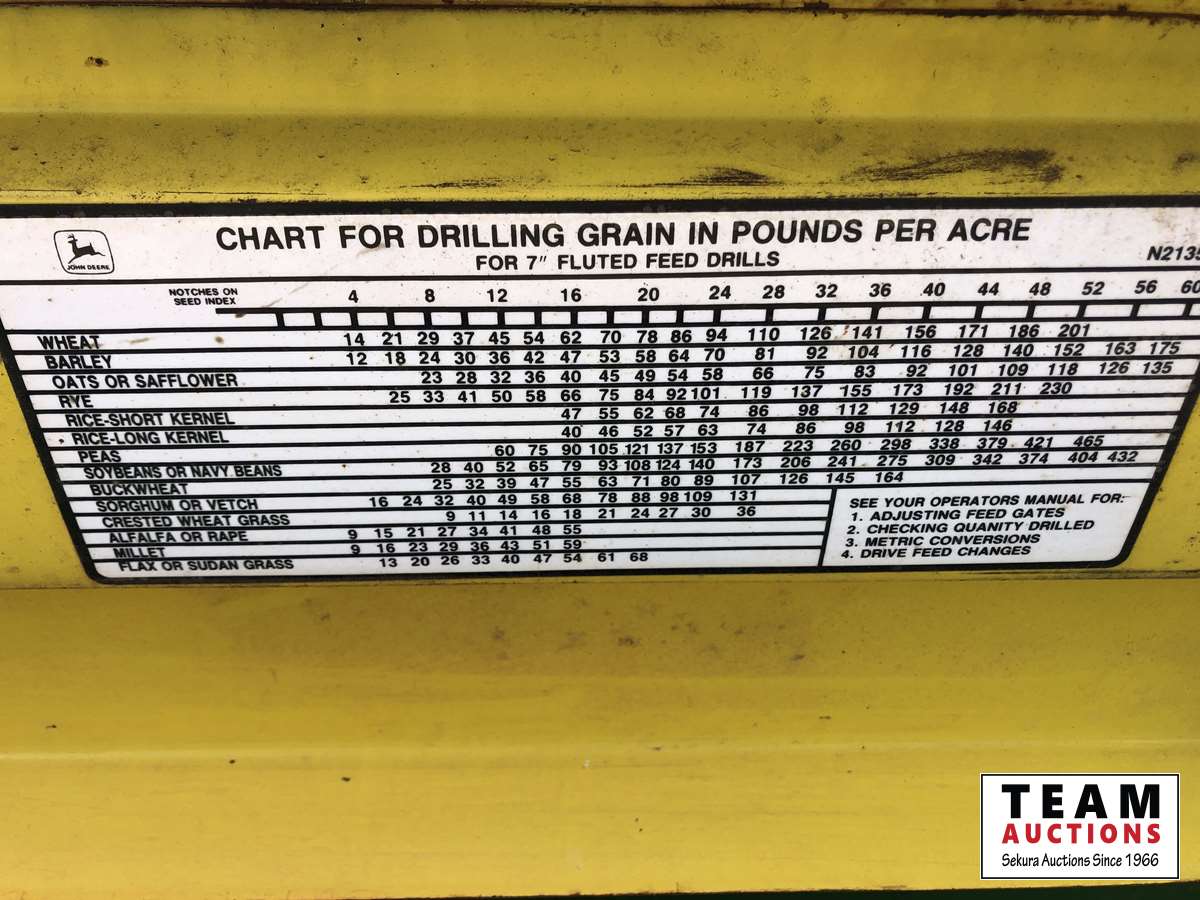 JOHN DEERE
CHART FOR DRILLING GRAIN IN POUNDS PER ACRE
FOR 7" FLUTED FEED DRILLS
N2135
NOTCHES ON
SEED INDEX
4 8 12 16 20 24 28 32 36 40 44 48 52 56 60
WHEAT 14 21 29 37 45 54 62 70 78 86 94 110 126 141 156 171 186 201
BARLEY 12 18 24 30 36 42 47 53 58 64 70 81 92 104 116 128 140 152 163 175
OATS OR SAFFLOWER 23 28 32 36 40 45 49 54 58 66 75 83 92 101 109 118 126 135
RYE 25 33 41 50 58 66 75 84 92 101 119 137 155 173 192 211 230
RICE-SHORT KERNEL 47 55 62 68 74 86 98 112 129 148 168
RICE-LONG KERNEL 40 46 52 57 63 74 86 98 112 128 146
PEAS 60 75 90 105 121 137 153 187 223 260 298 338 379 421 465
SOYBEANS OR NAVY BEANS 28 40 52 65 79 93 108 124 140 173 206 241 275 309 342 374 404 432
BUCKWHEAT 25 32 39 47 55 63 71 80 89 107 126 145 164
SORGHUM OR VETCH 16 24 32 40 49 58 68 78 88 98 109 131
CRESTED WHEAT GRASS 9 11 14 16 18 21 24 27 30 36
ALFALFA OR RAPE 9 15 21 27 34 41 48 55
MILLET 9 16 23 29 36 43 51 59
FLAX OR SUDAN GRASS 13 20 26 33 40 47 54 61 68
SEE YOUR OPERATORS MANUAL FOR:
1. ADJUSTING FEED GATES
2. CHECKING QUANITY DRILLED
3. METRIC CONVERSIONS
4. DRIVE FEED CHANGES
TEAM
AUCTIONS
Sekura Auctions Since 1966